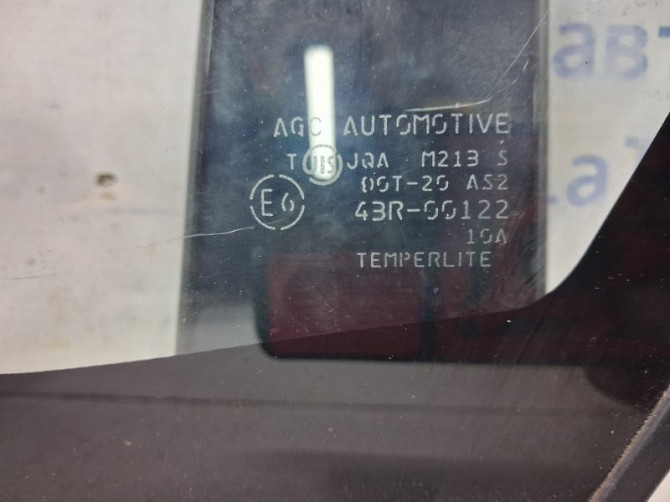 AGC AUTOMOTIVE
T JIS JQA M213 S
DOT-20 AS2
E6 43R-00122
10A
TEMPERLITE